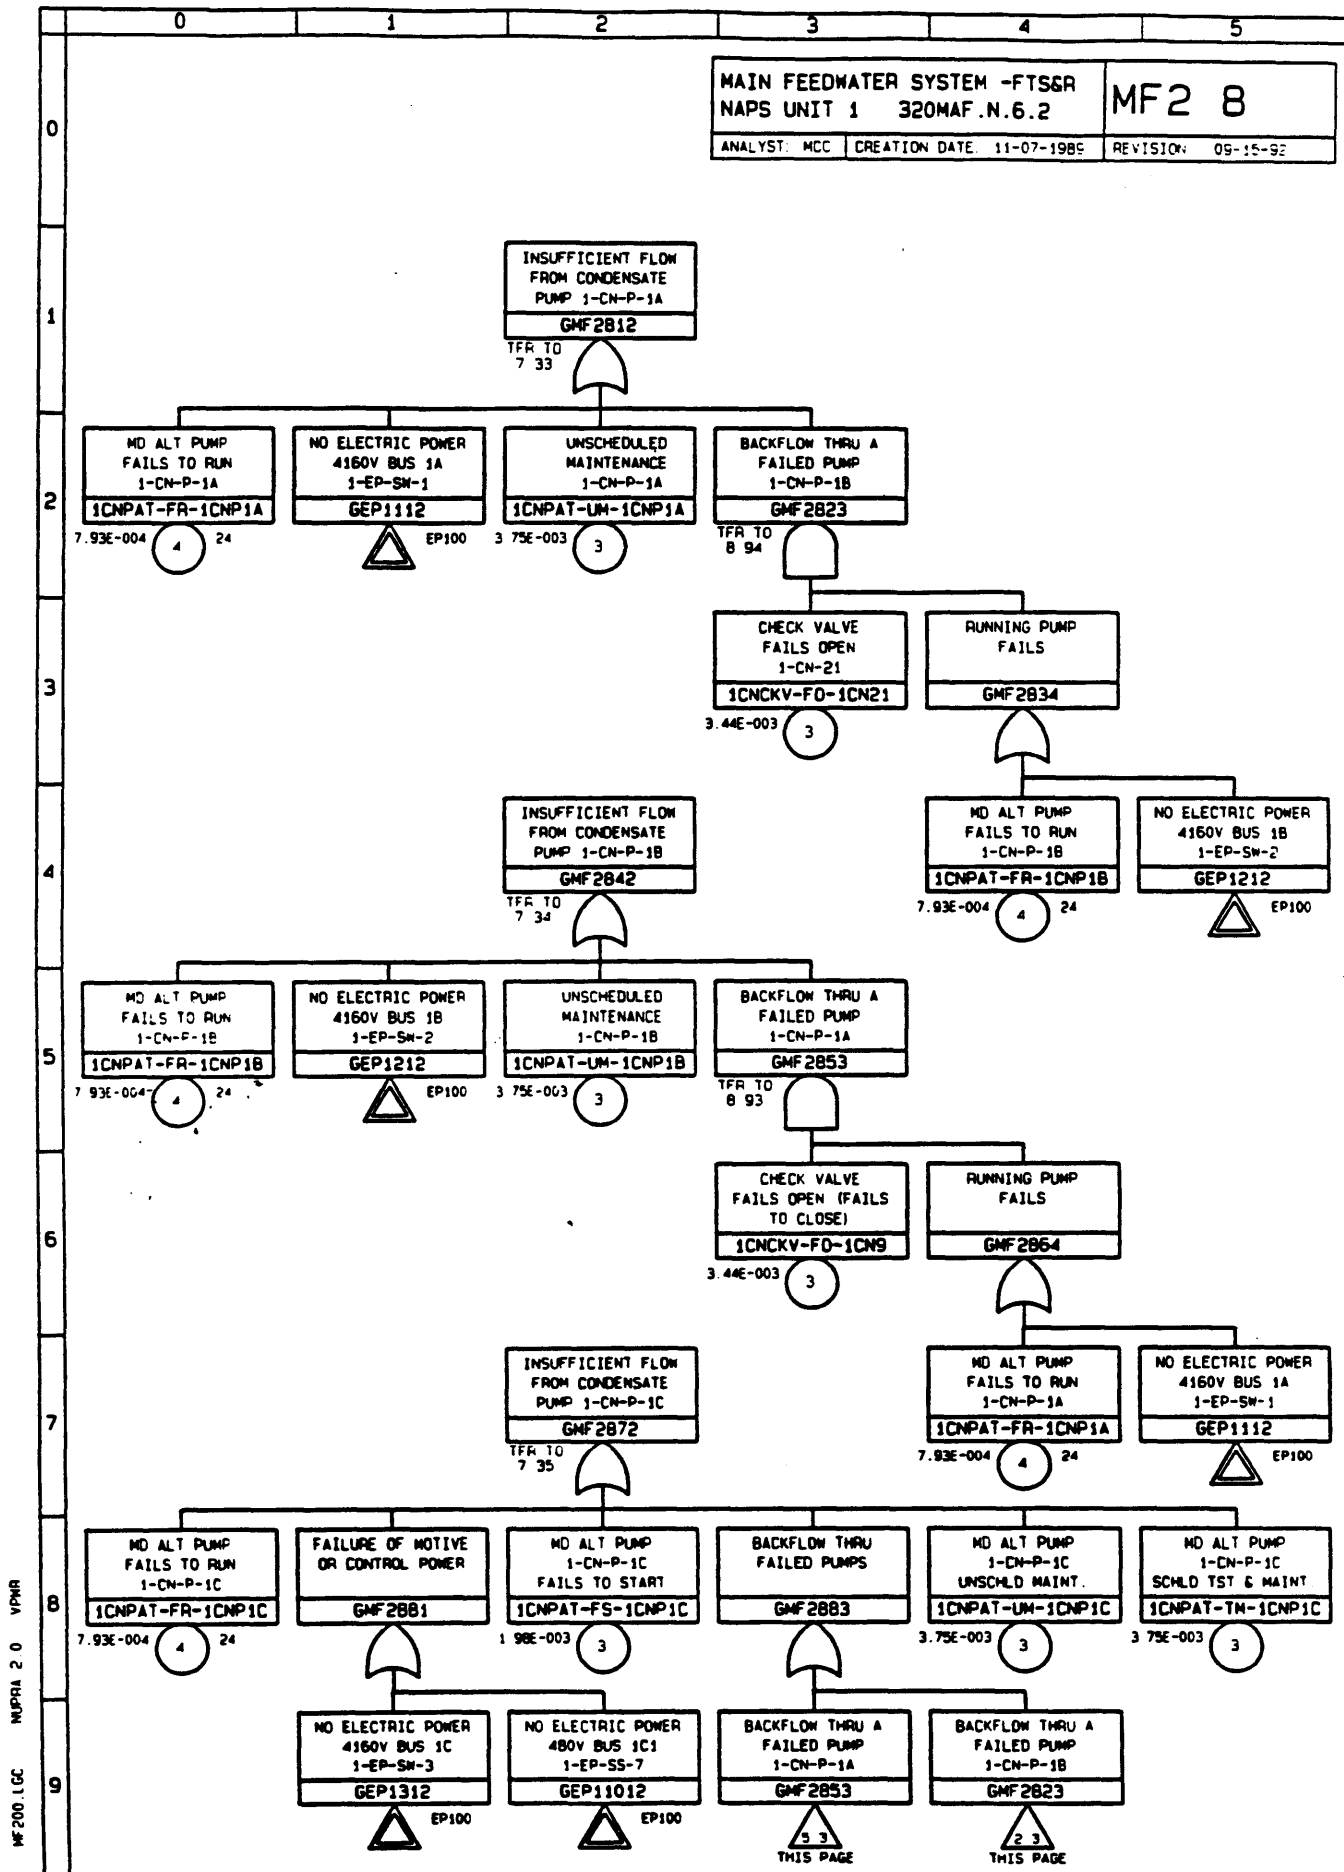 0 1 2 3 4 5
MAIN FEEDWATER SYSTEM -FTS&R
NAPS UNIT 1 320MAF.N.6.2
MF2 8
ANALYST: MCC CREATION DATE: 11-07-1989 REVISION: 09-15-92
0
INSUFFICIENT FLOW
FROM CONDENSATE
PUMP 1-CN-P-1A
GMF2812
TFR TO
7 33
1
MD ALT PUMP
FAILS TO RUN
1-CN-P-1A
1CNPAT-FR-1CNP1A
7.93E-004 4 24
NO ELECTRIC POWER
4160V BUS 1A
1-EP-SW-1
GEP1112
EP100
UNSCHEDULED
MAINTENANCE
1-CN-P-1A
1CNPAT-UM-1CNP1A
3 75E-003 3
BACKFLOW THRU A
FAILED PUMP
1-CN-P-1B
GMF2823
TFR TO
8 94
2
CHECK VALVE
FAILS OPEN
1-CN-21
1CNCKV-FO-1CN21
3.44E-003 3
RUNNING PUMP
FAILS
GMF2834
3
INSUFFICIENT FLOW
FROM CONDENSATE
PUMP 1-CN-P-1B
GMF2842
TFR TO
7 34
MD ALT PUMP
FAILS TO RUN
1-CN-P-1B
1CNPAT-FR-1CNP1B
7.93E-004 4 24
NO ELECTRIC POWER
4160V BUS 1B
1-EP-SW-2
GEP1212
EP100
4
MD ALT PUMP
FAILS TO RUN
1-CN-P-1B
1CNPAT-FR-1CNP1B
7 93E-004 4 24
NO ELECTRIC POWER
4160V BUS 1B
1-EP-SW-2
GEP1212
EP100
UNSCHEDULED
MAINTENANCE
1-CN-P-1B
1CNPAT-UM-1CNP1B
3 75E-003 3
BACKFLOW THRU A
FAILED PUMP
1-CN-P-1A
GMF2853
TFR TO
8 93
5
CHECK VALVE
FAILS OPEN (FAILS
TO CLOSE)
1CNCKV-FO-1CN9
3.44E-003 3
RUNNING PUMP
FAILS
GMF2864
6
INSUFFICIENT FLOW
FROM CONDENSATE
PUMP 1-CN-P-1C
GMF2872
TFR TO
7 35
MD ALT PUMP
FAILS TO RUN
1-CN-P-1A
1CNPAT-FR-1CNP1A
7.93E-004 4 24
NO ELECTRIC POWER
4160V BUS 1A
1-EP-SW-1
GEP1112
EP100
7
MD ALT PUMP
FAILS TO RUN
1-CN-P-1C
1CNPAT-FR-1CNP1C
7.93E-004 4 24
FAILURE OF MOTIVE
OR CONTROL POWER
GMF2881
MD ALT PUMP
1-CN-P-1C
FAILS TO START
1CNPAT-FS-1CNP1C
1 98E-003 3
BACKFLOW THRU
FAILED PUMPS
GMF2883
MD ALT PUMP
1-CN-P-1C
UNSCHLD MAINT.
1CNPAT-UM-1CNP1C
3.75E-003 3
MD ALT PUMP
1-CN-P-1C
SCHLD TST & MAINT
1CNPAT-TM-1CNP1C
3 75E-003 3
8
NO ELECTRIC POWER
4160V BUS 1C
1-EP-SW-3
GEP1312
EP100
NO ELECTRIC POWER
480V BUS 1C1
1-EP-SS-7
GEP11012
EP100
BACKFLOW THRU A
FAILED PUMP
1-CN-P-1A
GMF2853
5 3
THIS PAGE
BACKFLOW THRU A
FAILED PUMP
1-CN-P-1B
GMF2823
2 3
THIS PAGE
9
MF200.LGC NUPRA 2.0 VPWR